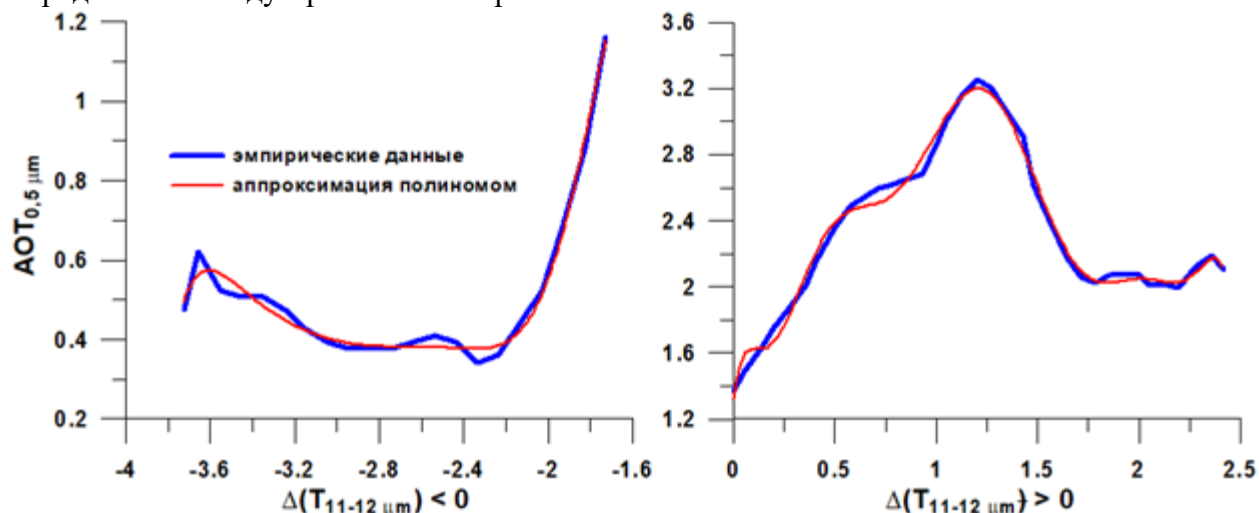 1.2
1
0.8
0.6
0.4
0.2
AOT0,5 μm
эмпирические данные
аппроксимация полиномом
-4 -3.6 -3.2 -2.8 -2.4 -2 -1.6
Δ(T11-12 μm) < 0
3.6
3.2
2.8
2.4
2
1.6
1.2
0 0.5 1 1.5 2 2.5
Δ(T11-12 μm) > 0